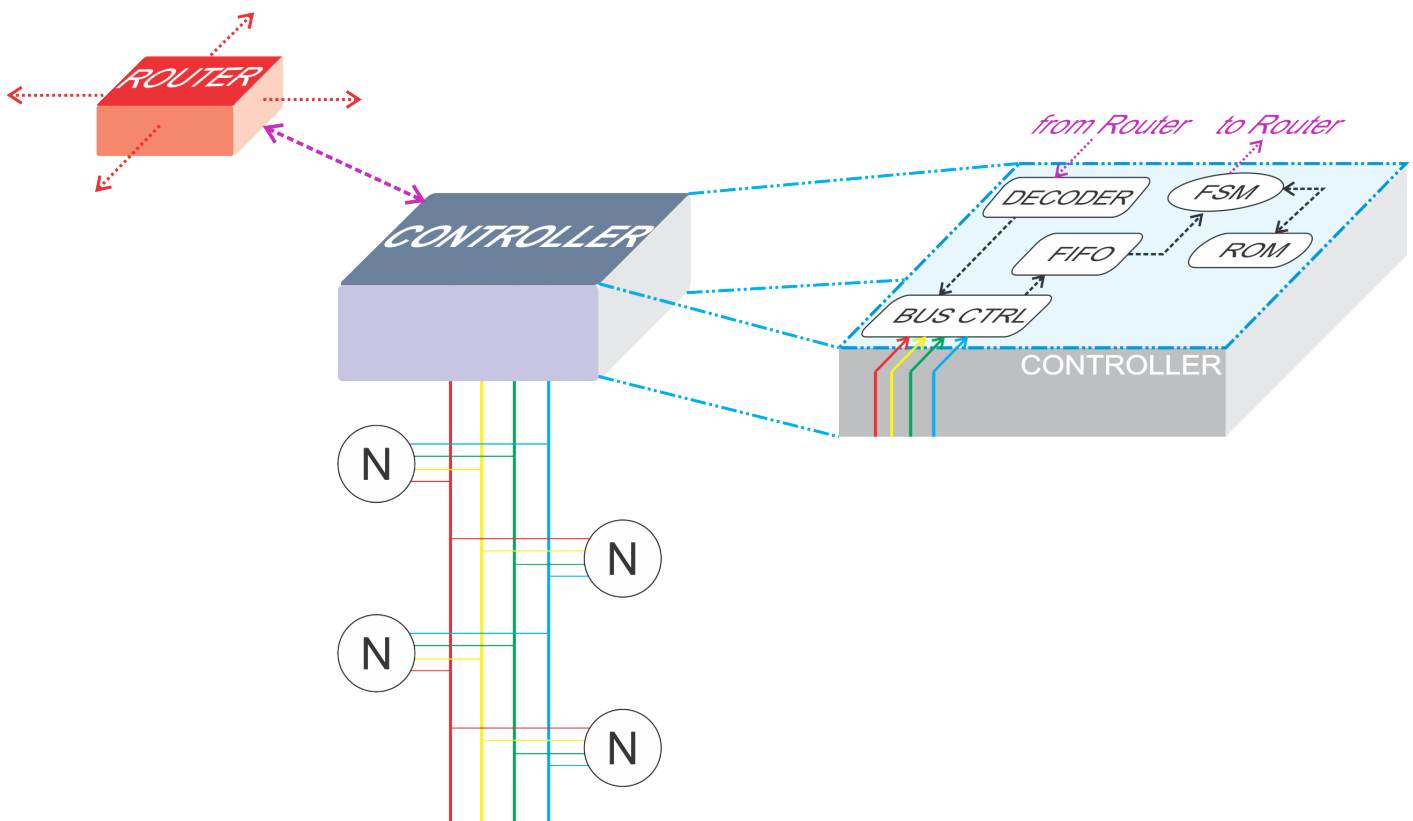 ROUTER
from Router to Router
DECODER
FSM
CONTROLLER
FIFO
ROM
BUS CTRL
CONTROLLER
N
N
N
N